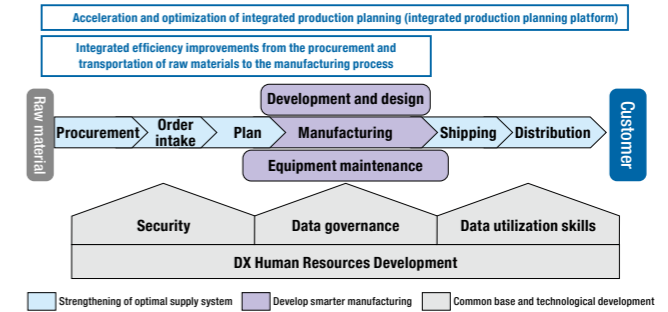 Acceleration and optimization of integrated production planning (integrated production planning platform)
Integrated efficiency improvements from the procurement and
transportation of raw materials to the manufacturing process
Raw material
Development and design
Procurement
Order
intake
Plan
Manufacturing
Shipping
Distribution
Customer
Equipment maintenance
Security
Data governance
Data utilization skills
DX Human Resources Development
Strengthening of optimal supply system
Develop smarter manufacturing
Common base and technological development